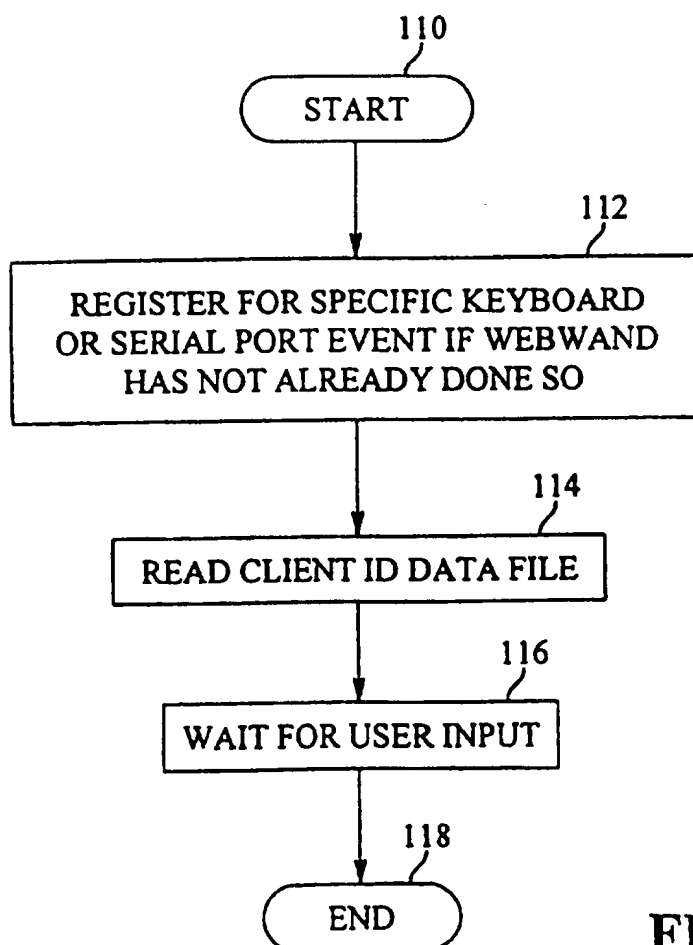 110
START
112
REGISTER FOR SPECIFIC KEYBOARD
OR SERIAL PORT EVENT IF WEBWAND
HAS NOT ALREADY DONE SO
114
READ CLIENT ID DATA FILE
116
WAIT FOR USER INPUT
118
END